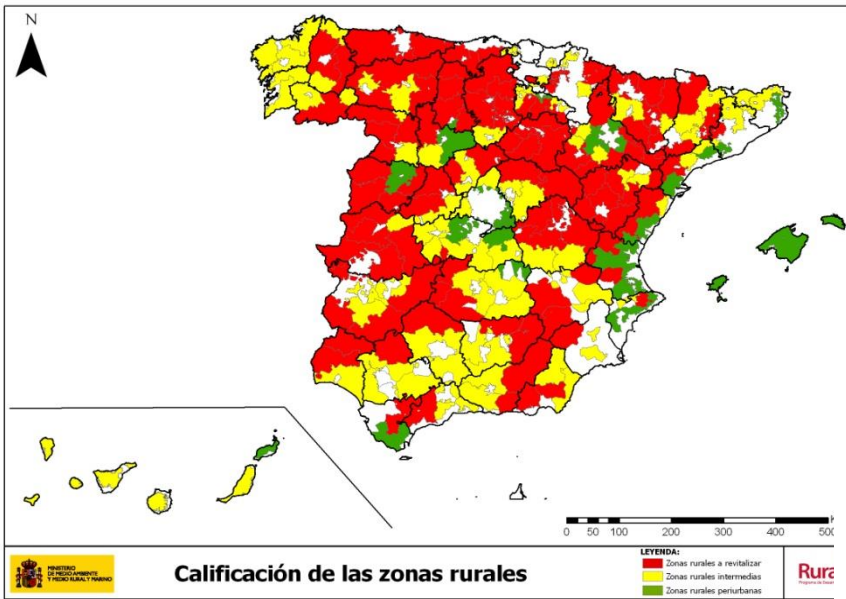 N
0 50 100 200 300 400 500
MINISTERIO
DE MEDIO AMBIENTE
Y MEDIO RURAL Y MARINO
Calificación de las zonas rurales
LEYENDA:
Zonas rurales a revitalizar
Zonas rurales intermedias
Zonas rurales periurbanas
Rura